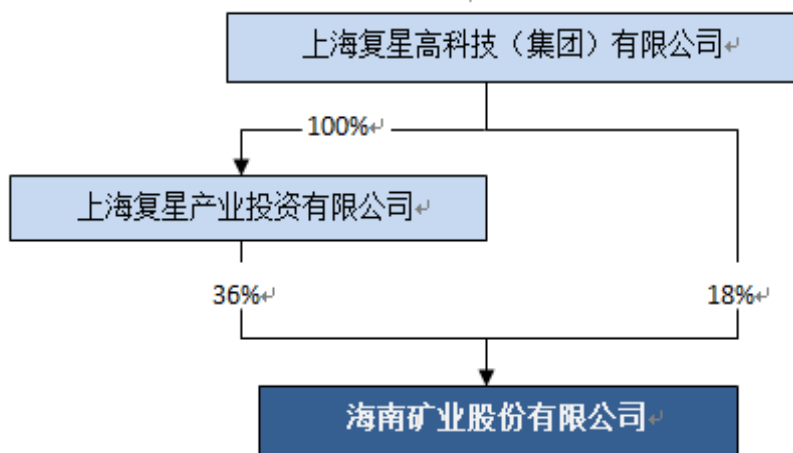 上海复星高科技（集团）有限公司
100%
上海复星产业投资有限公司
36%
18%
海南矿业股份有限公司